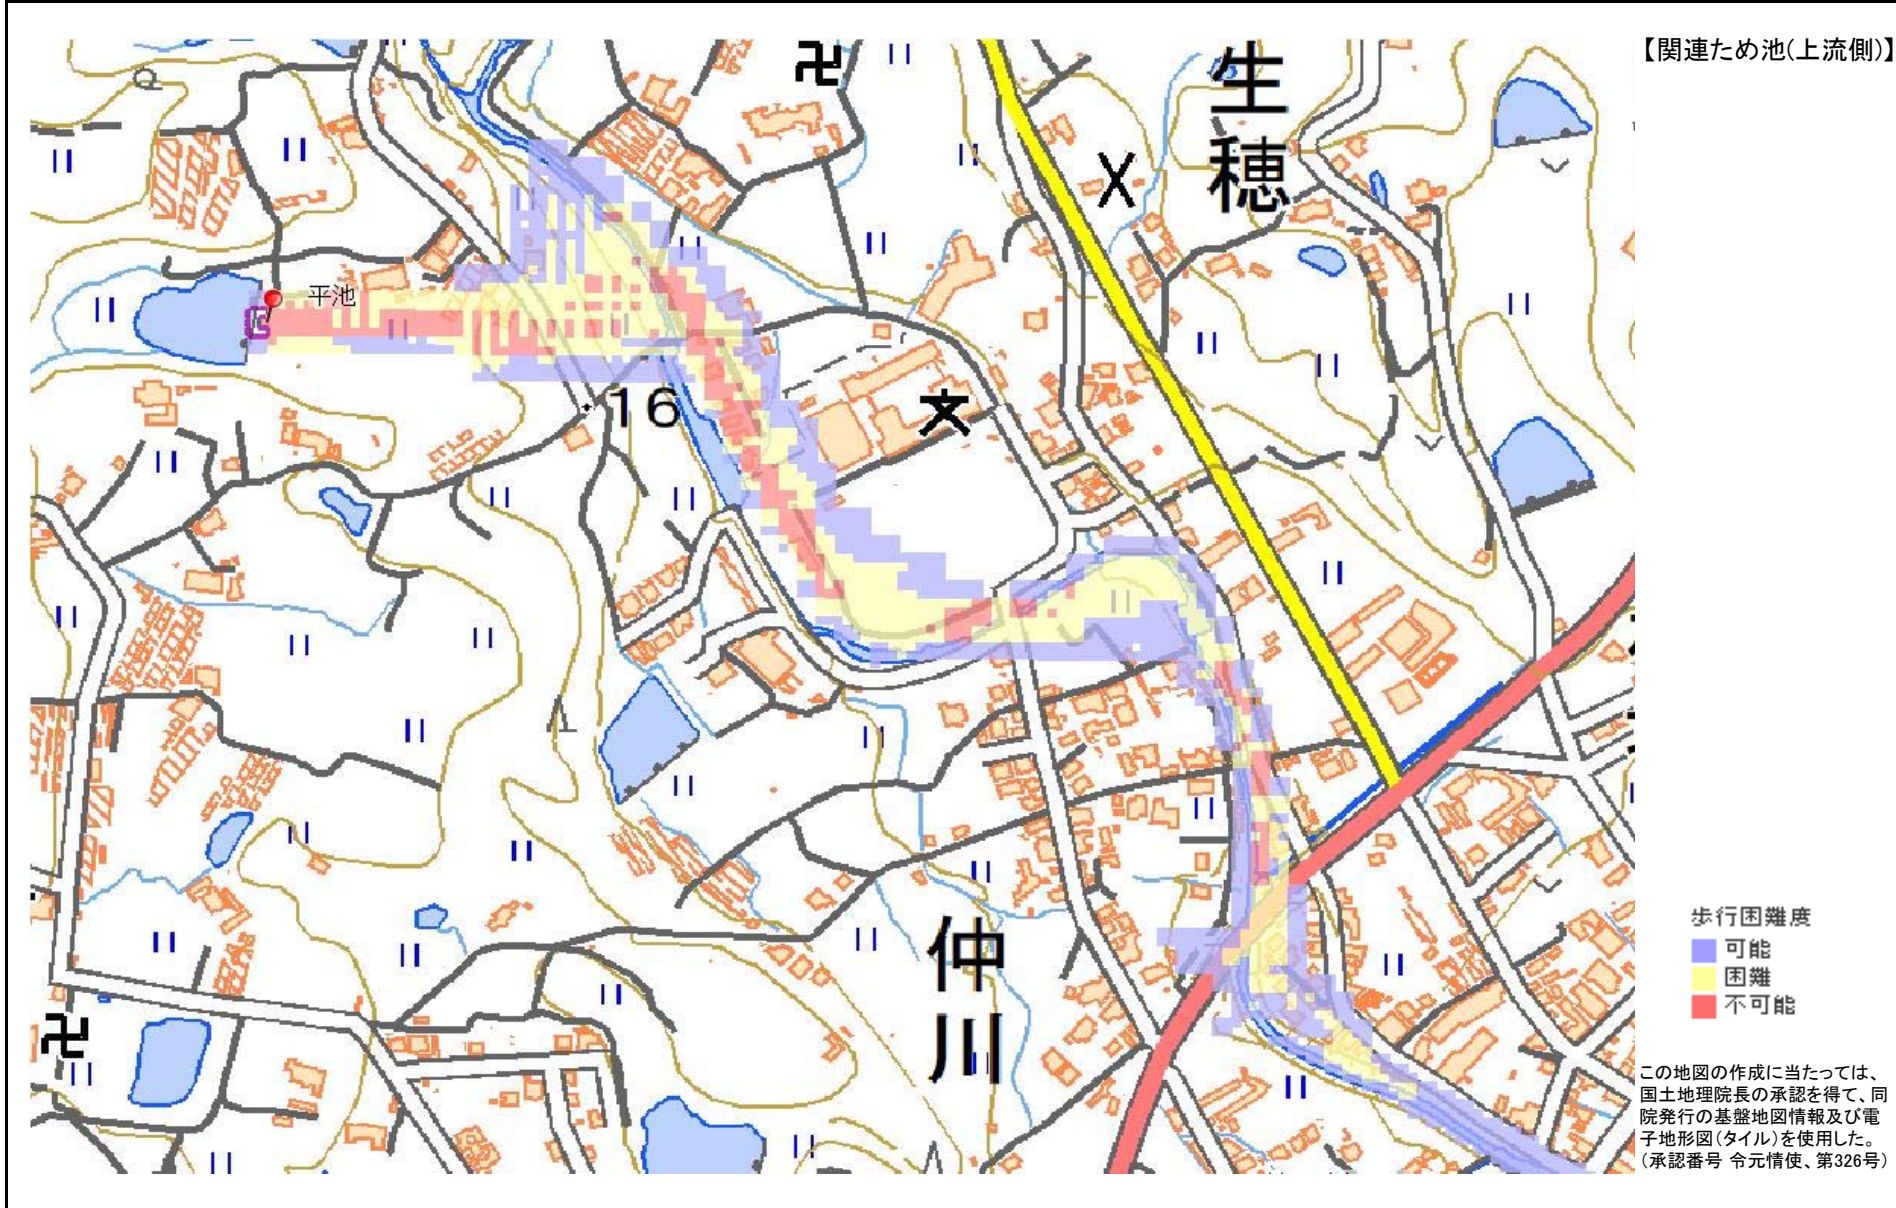 【関連ため池(上流側)】
生穂
平池
16
仲川
歩行困難度
可能
困難
不可能
この地図の作成に当たっては、
国土地理院長の承認を得て、同
院発行の基盤地図情報及び電
子地形図(タイル)を使用した。
(承認番号 令元情使、第326号)